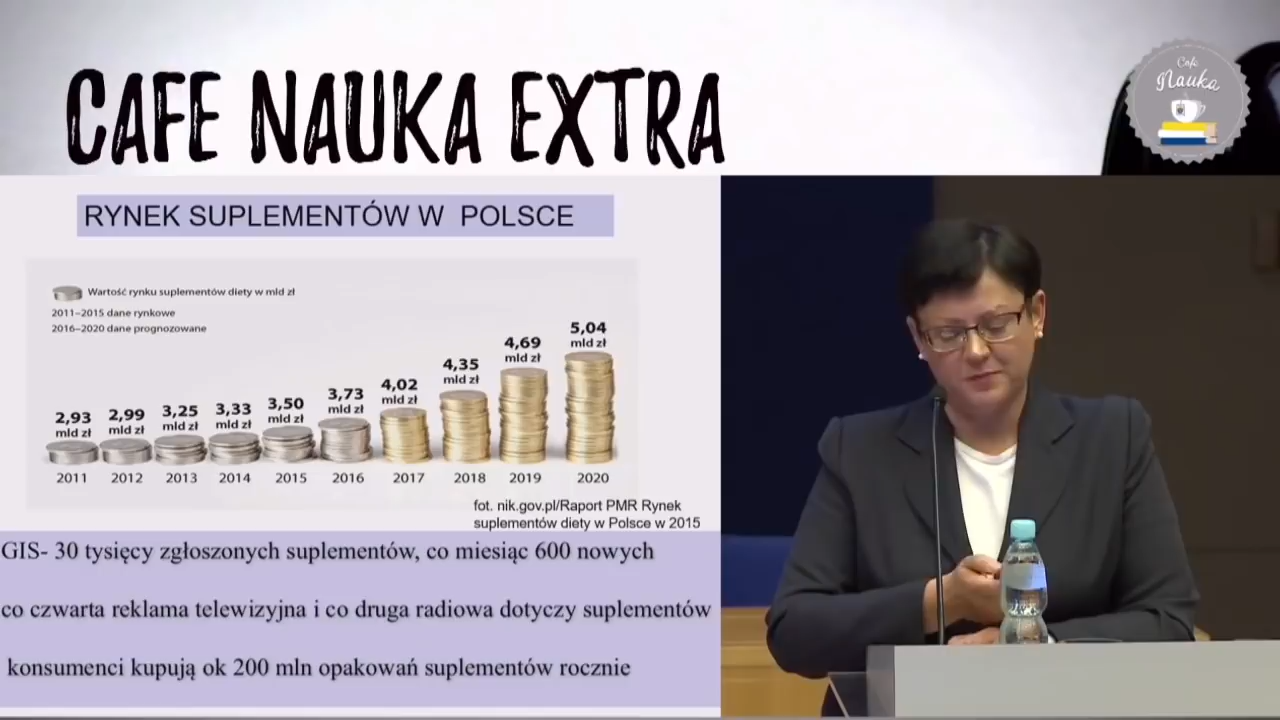 CAFE NAUKA EXTRA
Cafe
Nauka
RYNEK SUPLEMENTÓW W POLSCE
Wartość rynku suplementów diety w mld zł
2011–2015 dane rynkowe
2016–2020 dane prognozowane
2,93
mld zł
2,99
mld zł
3,25
mld zł
3,33
mld zł
3,50
mld zł
3,73
mld zł
4,02
mld zł
4,35
mld zł
4,69
mld zł
5,04
mld zł
2011 2012 2013 2014 2015 2016 2017 2018 2019 2020
fot. nik.gov.pl/Raport PMR Rynek
suplementów diety w Polsce w 2015
GIS- 30 tysięcy zgłoszonych suplementów, co miesiąc 600 nowych
co czwarta reklama telewizyjna i co druga radiowa dotyczy suplementów
konsumenci kupują ok 200 mln opakowań suplementów rocznie